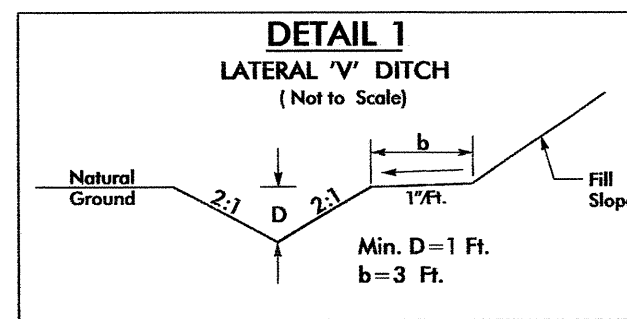 DETAIL 1
LATERAL 'V' DITCH
( Not to Scale)
b
Natural
Ground
2:1
D
2:1
1"/Ft.
Fill
Slop
Min. D=1 Ft.
b=3 Ft.